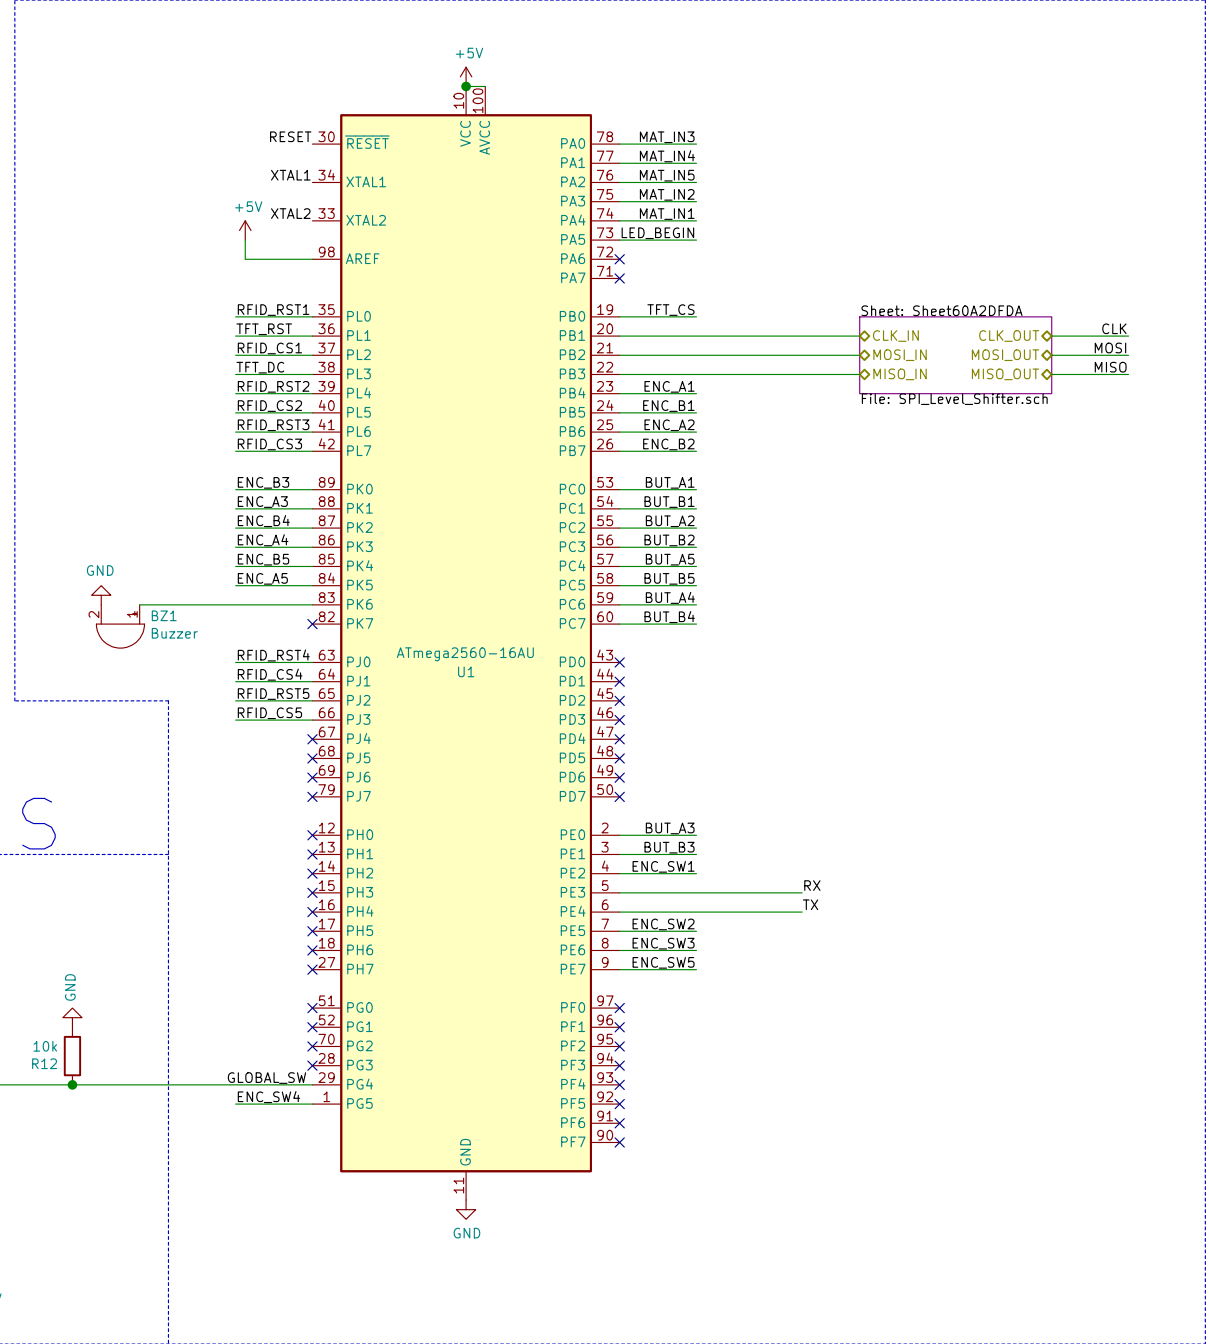 +5V
10
100
VCC
AVCC
RESET 30 RESET
XTAL1 34 XTAL1
XTAL2 33 XTAL2
+5V
98 AREF
RFID_RST1 35 PL0
TFT_RST 36 PL1
RFID_CS1 37 PL2
TFT_DC 38 PL3
RFID_RST2 39 PL4
RFID_CS2 40 PL5
RFID_RST3 41 PL6
RFID_CS3 42 PL7
ENC_B3 89 PK0
ENC_A3 88 PK1
ENC_B4 87 PK2
ENC_A4 86 PK3
ENC_B5 85 PK4
ENC_A5 84 PK5
83 PK6
82 PK7
GND
2
1
BZ1
Buzzer
ATmega2560-16AU
U1
RFID_RST4 63 PJ0
RFID_CS4 64 PJ1
RFID_RST5 65 PJ2
RFID_CS5 66 PJ3
67 PJ4
68 PJ5
69 PJ6
79 PJ7
12 PH0
13 PH1
14 PH2
15 PH3
16 PH4
17 PH5
18 PH6
27 PH7
51 PG0
52 PG1
70 PG2
28 PG3
GLOBAL_SW 29 PG4
ENC_SW4 1 PG5
PA0 78 MAT_IN3
PA1 77 MAT_IN4
PA2 76 MAT_IN5
PA3 75 MAT_IN2
PA4 74 MAT_IN1
PA5 73 LED_BEGIN
PA6 72
PA7 71
PB0 19 TFT_CS
PB1 20
PB2 21
PB3 22
PB4 23 ENC_A1
PB5 24 ENC_B1
PB6 25 ENC_A2
PB7 26 ENC_B2
PC0 53 BUT_A1
PC1 54 BUT_B1
PC2 55 BUT_A2
PC3 56 BUT_B2
PC4 57 BUT_A5
PC5 58 BUT_B5
PC6 59 BUT_A4
PC7 60 BUT_B4
PD0 43
PD1 44
PD2 45
PD3 46
PD4 47
PD5 48
PD6 49
PD7 50
PE0 2 BUT_A3
PE1 3 BUT_B3
PE2 4 ENC_SW1
PE3 5 RX
PE4 6 TX
PE5 7 ENC_SW2
PE6 8 ENC_SW3
PE7 9 ENC_SW5
PF0 97
PF1 96
PF2 95
PF3 94
PF4 93
PF5 92
PF6 91
PF7 90
GND
11
GND
Sheet: Sheet60A2DFDA
CLK_IN CLK_OUT CLK
MOSI_IN MOSI_OUT MOSI
MISO_IN MISO_OUT MISO
File: SPI_Level_Shifter.sch
S
GND
10k
R12